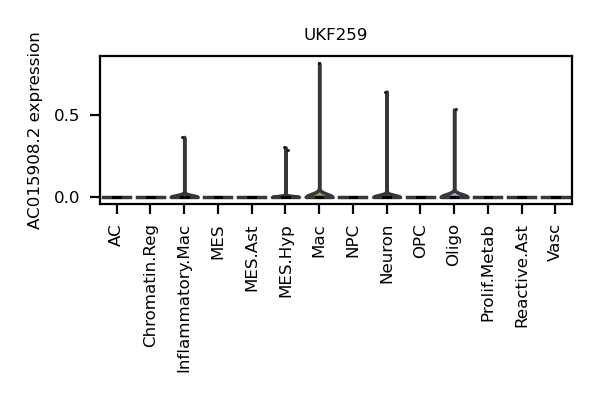 UKF259
AC015908.2 expression
0.5
0.0
AC
Chromatin.Reg
Inflammatory.Mac
MES
MES.Ast
MES.Hyp
Mac
NPC
Neuron
OPC
Oligo
Prolif.Metab
Reactive.Ast
Vasc